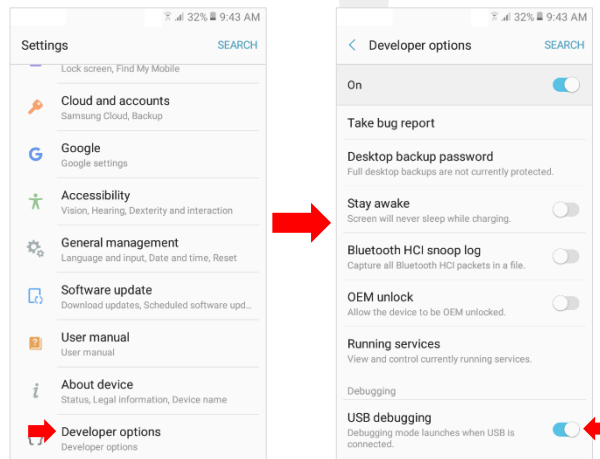 32% 9:43 AM
Settings SEARCH
Lock screen, Find My Mobile
Cloud and accounts
Samsung Cloud, Backup
Google
Google settings
Accessibility
Vision, Hearing, Dexterity and interaction
General management
Language and input, Date and time, Reset
Software update
Download updates, Scheduled software upd...
User manual
User manual
About device
Status, Legal information, Device name
Developer options
Developer options
32% 9:43 AM
Developer options SEARCH
On
Take bug report
Desktop backup password
Full desktop backups are not currently protected.
Stay awake
Screen will never sleep while charging.
Bluetooth HCI snoop log
Capture all Bluetooth HCI packets in a file.
OEM unlock
Allow the device to be OEM unlocked.
Running services
View and control currently running services.
Debugging
USB debugging
Debugging mode launches when USB is
connected.